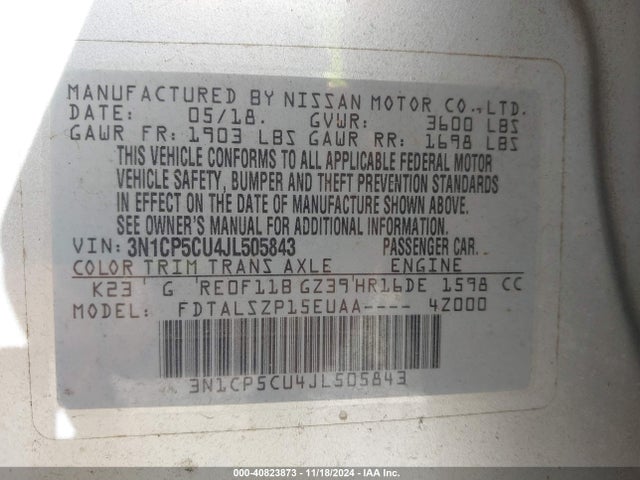 MANUFACTURED BY NISSAN MOTOR CO., LTD.
DATE: 05/18. GVWR: 3600 LBS
GAWR FR: 1903 LBS GAWR RR: 1698 LBS
THIS VEHICLE CONFORMS TO ALL APPLICABLE FEDERAL MOTOR
VEHICLE SAFETY, BUMPER AND THEFT PREVENTION STANDARDS
IN EFFECT ON THE DATE OF MANUFACTURE SHOWN ABOVE.
SEE OWNER'S MANUAL FOR ADDITIONAL INFORMATION.
VIN: 3N1CP5CU4JL505843 PASSENGER CAR.
COLOR TRIM TRANS AXLE ENGINE
K23 G RE0F11B GZ39 HR16DE 1598 CC
MODEL: FDTALSZP15EUAA---- 4Z000
3N1CP5CU4JL505843
000-40823873 - 11/18/2024 - IAA Inc.